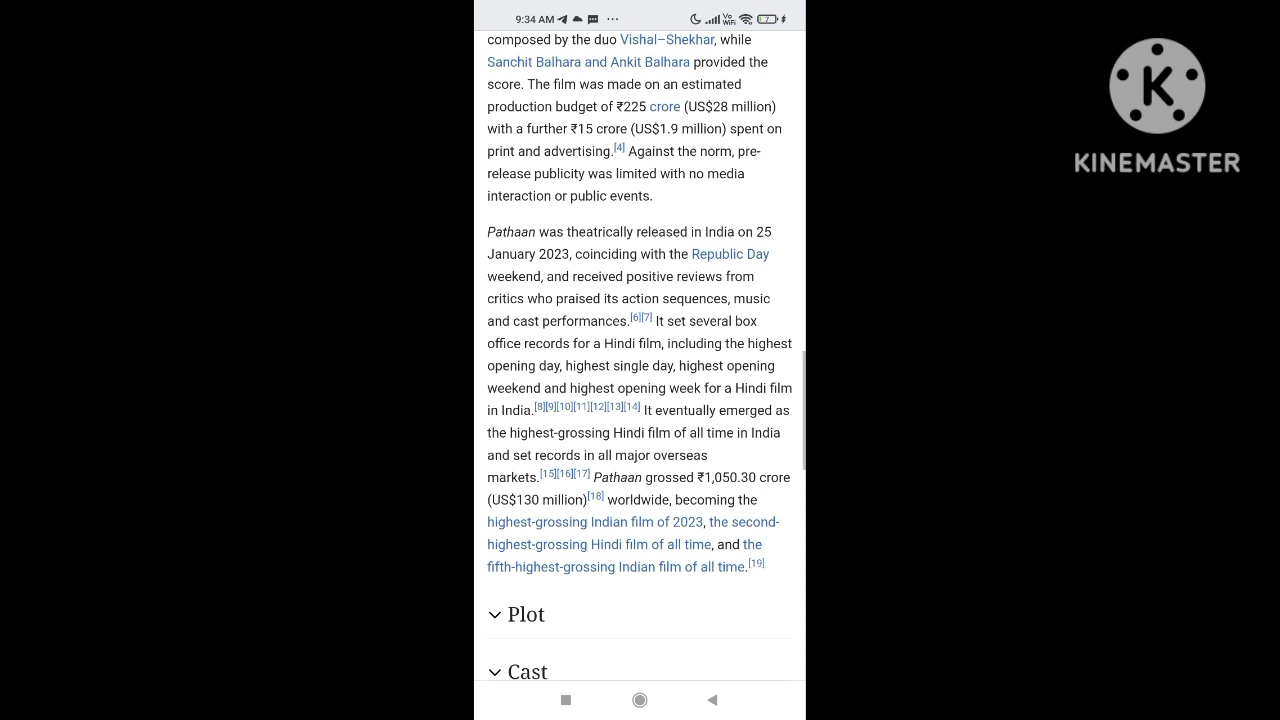 9:34 AM ...
Vo WiFi
7
composed by the duo Vishal–Shekhar, while
Sanchit Balhara and Ankit Balhara provided the
score. The film was made on an estimated
production budget of ₹225 crore (US$28 million)
with a further ₹15 crore (US$1.9 million) spent on
print and advertising.[4] Against the norm, pre-
release publicity was limited with no media
interaction or public events.
Pathaan was theatrically released in India on 25
January 2023, coinciding with the Republic Day
weekend, and received positive reviews from
critics who praised its action sequences, music
and cast performances.[6][7] It set several box
office records for a Hindi film, including the highest
opening day, highest single day, highest opening
weekend and highest opening week for a Hindi film
in India.[8][9][10][11][12][13][14] It eventually emerged as
the highest-grossing Hindi film of all time in India
and set records in all major overseas
markets.[15][16][17] Pathaan grossed ₹1,050.30 crore
(US$130 million)[18] worldwide, becoming the
highest-grossing Indian film of 2023, the second-
highest-grossing Hindi film of all time, and the
fifth-highest-grossing Indian film of all time.[19]
Plot
Cast
K
KINEMASTER